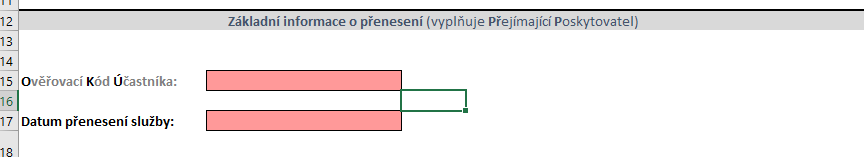 11
12 Základní informace o přenesení (vyplňuje Přejímající Poskytovatel)
13
14
15 Ověřovací Kód Účastníka:
16
17 Datum přenesení služby:
18